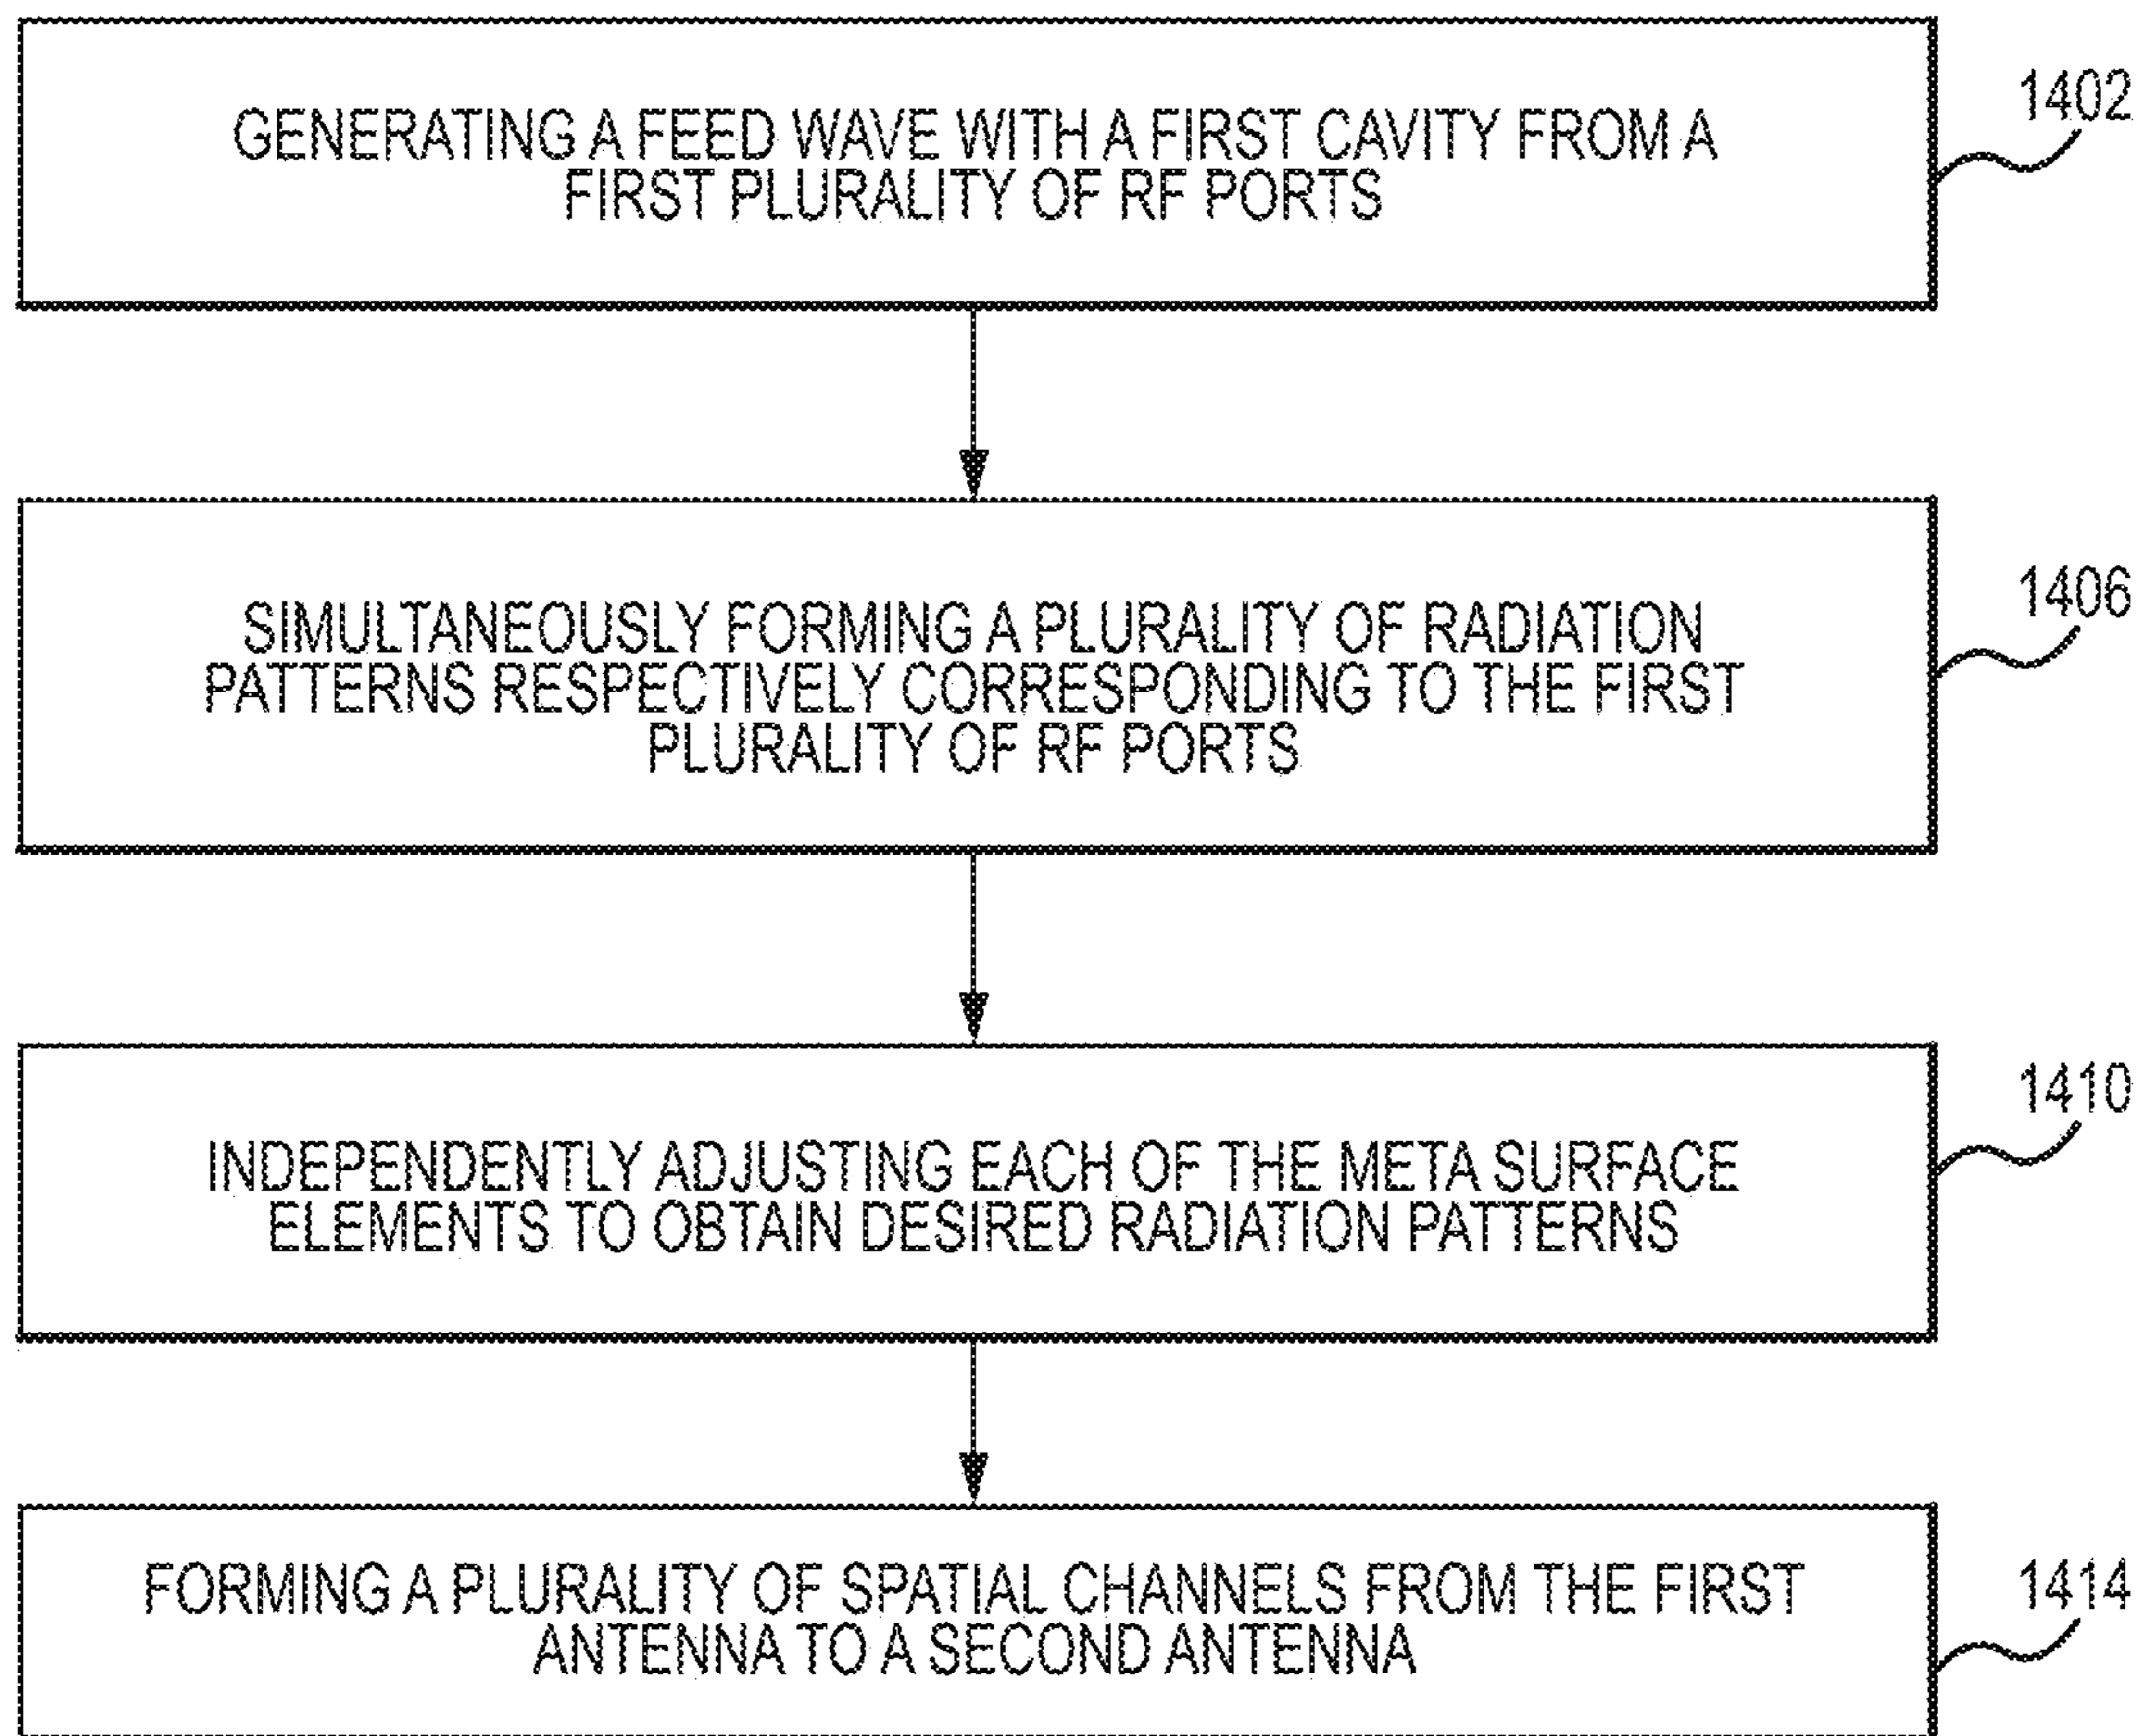 GENERATING A FEED WAVE WITH A FIRST CAVITY FROM A
FIRST PLURALITY OF RF PORTS
1402
SIMULTANEOUSLY FORMING A PLURALITY OF RADIATION
PATTERNS RESPECTIVELY CORRESPONDING TO THE FIRST
PLURALITY OF RF PORTS
1406
INDEPENDENTLY ADJUSTING EACH OF THE META SURFACE
ELEMENTS TO OBTAIN DESIRED RADIATION PATTERNS
1410
FORMING A PLURALITY OF SPATIAL CHANNELS FROM THE FIRST
ANTENNA TO A SECOND ANTENNA
1414